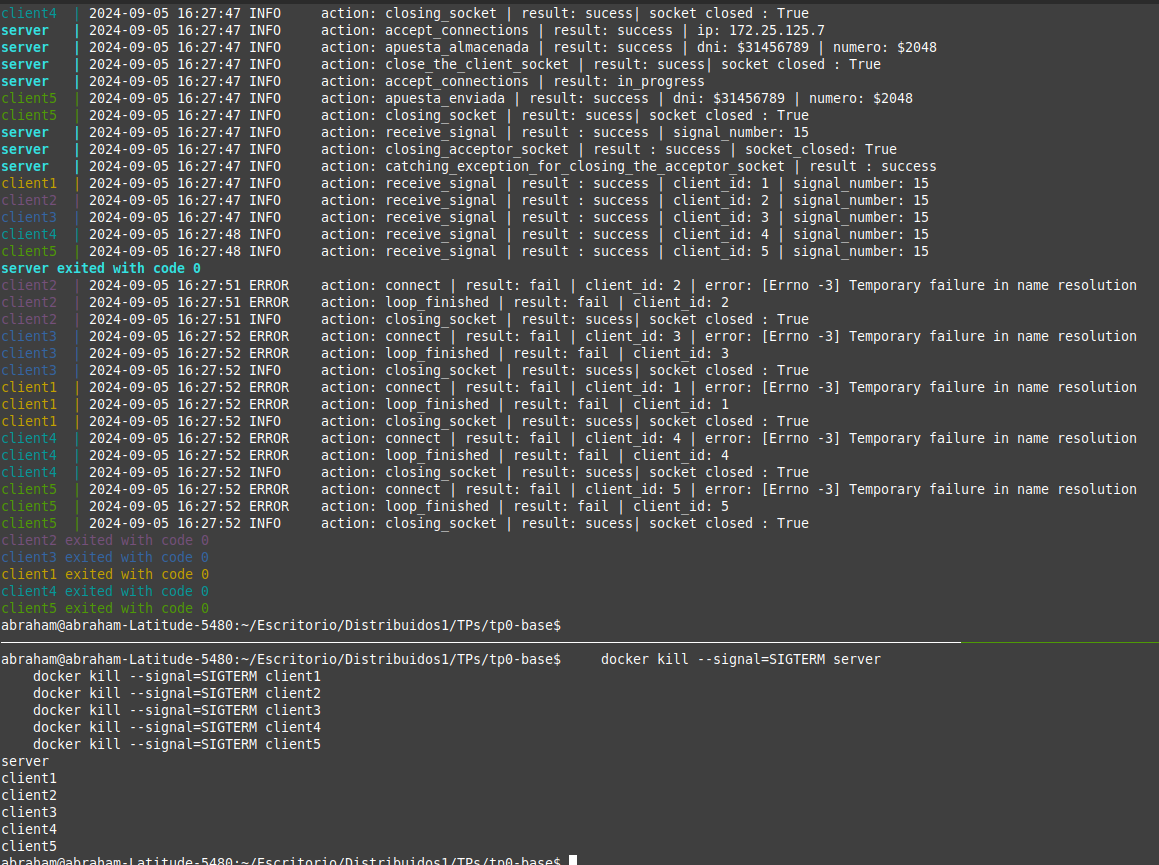 client4  | 2024-09-05 16:27:47 INFO     action: closing_socket | result: sucess| socket closed : True
server   | 2024-09-05 16:27:47 INFO     action: accept_connections | result: success | ip: 172.25.125.7
server   | 2024-09-05 16:27:47 INFO     action: apuesta_almacenada | result: success | dni: $31456789 | numero: $2048
server   | 2024-09-05 16:27:47 INFO     action: close_the_client_socket | result: sucess| socket closed : True
server   | 2024-09-05 16:27:47 INFO     action: accept_connections | result: in_progress
client5  | 2024-09-05 16:27:47 INFO     action: apuesta_enviada | result: success | dni: $31456789 | numero: $2048
client5  | 2024-09-05 16:27:47 INFO     action: closing_socket | result: sucess| socket closed : True
server   | 2024-09-05 16:27:47 INFO     action: receive_signal | result : success | signal_number: 15
server   | 2024-09-05 16:27:47 INFO     action: closing_acceptor_socket | result : success | socket_closed: True
server   | 2024-09-05 16:27:47 INFO     action: catching_exception_for_closing_the_acceptor_socket | result : success
client1  | 2024-09-05 16:27:47 INFO     action: receive_signal | result : success | client_id: 1 | signal_number: 15
client2  | 2024-09-05 16:27:47 INFO     action: receive_signal | result : success | client_id: 2 | signal_number: 15
client3  | 2024-09-05 16:27:47 INFO     action: receive_signal | result : success | client_id: 3 | signal_number: 15
client4  | 2024-09-05 16:27:48 INFO     action: receive_signal | result : success | client_id: 4 | signal_number: 15
client5  | 2024-09-05 16:27:48 INFO     action: receive_signal | result : success | client_id: 5 | signal_number: 15
server exited with code 0
client2  | 2024-09-05 16:27:51 ERROR    action: connect | result: fail | client_id: 2 | error: [Errno -3] Temporary failure in name resolution
client2  | 2024-09-05 16:27:51 ERROR    action: loop_finished | result: fail | client_id: 2
client2  | 2024-09-05 16:27:51 INFO     action: closing_socket | result: sucess| socket closed : True
client3  | 2024-09-05 16:27:52 ERROR    action: connect | result: fail | client_id: 3 | error: [Errno -3] Temporary failure in name resolution
client3  | 2024-09-05 16:27:52 ERROR    action: loop_finished | result: fail | client_id: 3
client3  | 2024-09-05 16:27:52 INFO     action: closing_socket | result: sucess| socket closed : True
client1  | 2024-09-05 16:27:52 ERROR    action: connect | result: fail | client_id: 1 | error: [Errno -3] Temporary failure in name resolution
client1  | 2024-09-05 16:27:52 ERROR    action: loop_finished | result: fail | client_id: 1
client1  | 2024-09-05 16:27:52 INFO     action: closing_socket | result: sucess| socket closed : True
client4  | 2024-09-05 16:27:52 ERROR    action: connect | result: fail | client_id: 4 | error: [Errno -3] Temporary failure in name resolution
client4  | 2024-09-05 16:27:52 ERROR    action: loop_finished | result: fail | client_id: 4
client4  | 2024-09-05 16:27:52 INFO     action: closing_socket | result: sucess| socket closed : True
client5  | 2024-09-05 16:27:52 ERROR    action: connect | result: fail | client_id: 5 | error: [Errno -3] Temporary failure in name resolution
client5  | 2024-09-05 16:27:52 ERROR    action: loop_finished | result: fail | client_id: 5
client5  | 2024-09-05 16:27:52 INFO     action: closing_socket | result: sucess| socket closed : True
client2 exited with code 0
client3 exited with code 0
client1 exited with code 0
client4 exited with code 0
client5 exited with code 0
abraham@abraham-Latitude-5480:~/Escritorio/Distribuidos1/TPs/tp0-base$
abraham@abraham-Latitude-5480:~/Escritorio/Distribuidos1/TPs/tp0-base$     docker kill --signal=SIGTERM server
    docker kill --signal=SIGTERM client1
    docker kill --signal=SIGTERM client2
    docker kill --signal=SIGTERM client3
    docker kill --signal=SIGTERM client4
    docker kill --signal=SIGTERM client5
server
client1
client2
client3
client4
client5
abraham@abraham-Latitude-5480:~/Escritorio/Distribuidos1/TPs/tp0-base$